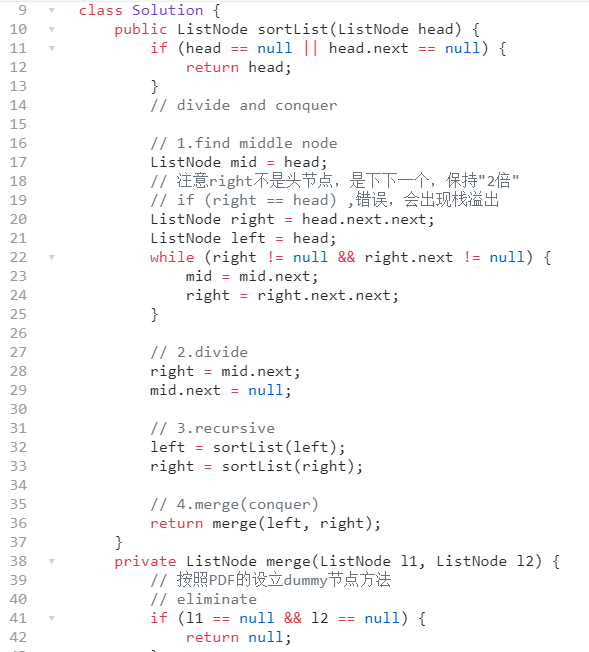 9 class Solution {
10 public ListNode sortList(ListNode head) {
11 if (head == null || head.next == null) {
12 return head;
13 }
14 // divide and conquer
15
16 // 1.find middle node
17 ListNode mid = head;
18 // 注意right不是头节点，是下下一个，保持"2倍"
19 // if (right == head) ,错误，会出现栈溢出
20 ListNode right = head.next.next;
21 ListNode left = head;
22 while (right != null && right.next != null) {
23 mid = mid.next;
24 right = right.next.next;
25 }
26
27 // 2.divide
28 right = mid.next;
29 mid.next = null;
30
31 // 3.recursive
32 left = sortList(left);
33 right = sortList(right);
34
35 // 4.merge(conquer)
36 return merge(left, right);
37 }
38 private ListNode merge(ListNode l1, ListNode l2) {
39 // 按照PDF的设立dummy节点方法
40 // eliminate
41 if (l1 == null && l2 == null) {
42 return null;